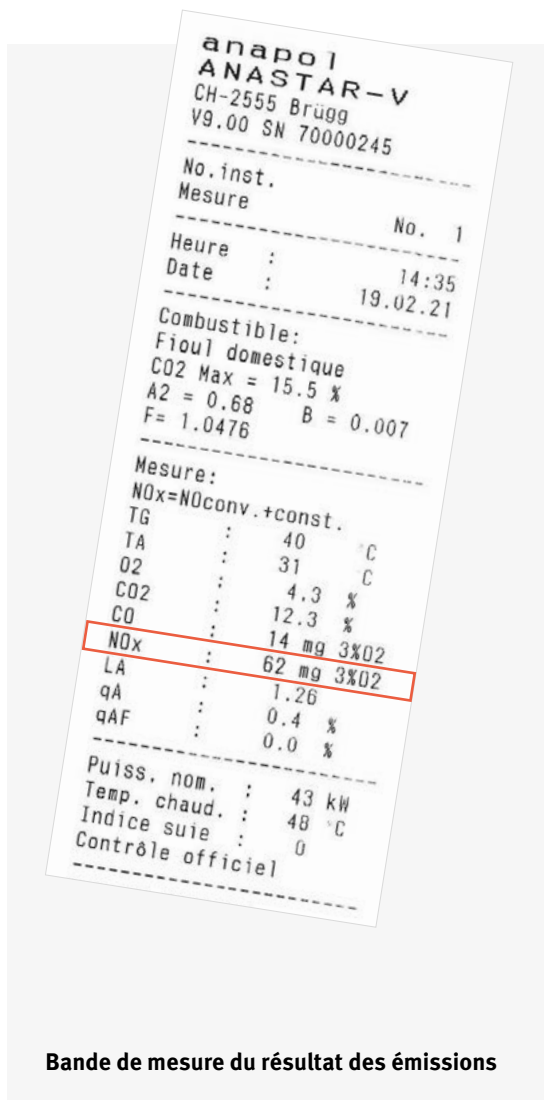 anapol
ANASTAR-V
CH-2555 Brügg
V9.00 SN 70000245
No.inst.
Mesure No. 1
Heure : 14:35
Date : 19.02.21
Combustible:
Fioul domestique
CO2 Max = 15.5 %
A2 = 0.68 B = 0.007
F= 1.0476
Mesure:
NOx=NOconv.+const.
TG : 40 °C
TA : 31 °C
O2 : 4.3 %
CO2 : 12.3 %
CO : 14 mg 3%O2
NOx : 62 mg 3%O2
LA : 1.26
qA : 0.4 %
qAF : 0.0 %
Puiss. nom. : 43 kW
Temp. chaud. : 48 °C
Indice suie : 0
Contrôle officiel
Bande de mesure du résultat des émissions